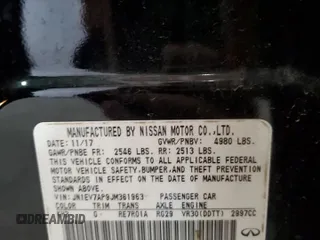 MANUFACTURED BY NISSAN MOTOR CO.,LTD.
DATE: 11/17 GVWR/PNBV: 4980 LBS.
GAWR/PNBE FR: 2546 LBS. RR: 2513 LBS.
THIS VEHICLE CONFORMS TO ALL APPLICABLE FEDERAL
MOTOR VEHICLE SAFETY,BUMPER,AND THEFT PREVENTION
STANDARDS IN EFFECT ON THE DATE OF MANUFACTURE
SHOWN ABOVE.
VIN:JN1EV7AP9JM361963 PASSENGER CAR
COLOR TRIM TRANS AXLE ENGINE
G RE7R01A RG29 VR30(DDTT) 2997CC
DEALERSHIP